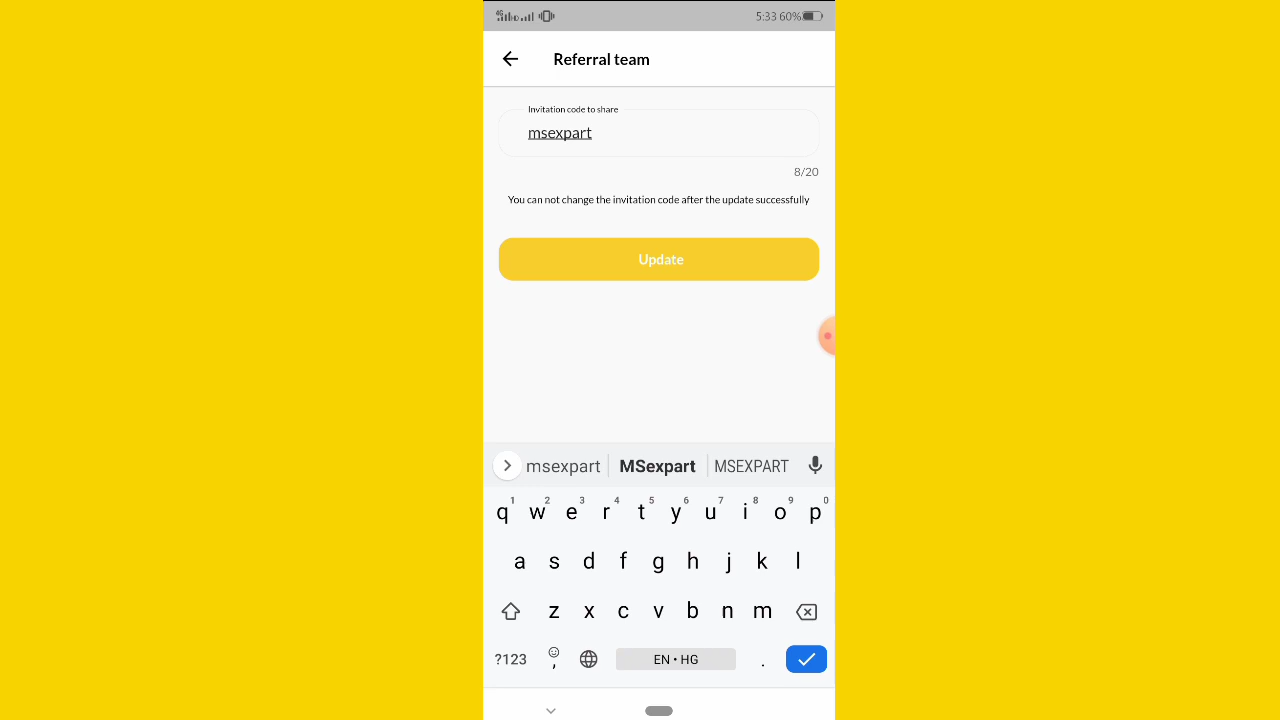 4G 5:33 60%
Referral team
Invitation code to share
msexpart
8/20
You can not change the invitation code after the update successfully
Update
msexpart MSexpart MSEXPART
1 2 3 4 5 6 7 8 9 0
q w e r t y u i o p
a s d f g h j k l
z x c v b n m
?123 , EN • HG .